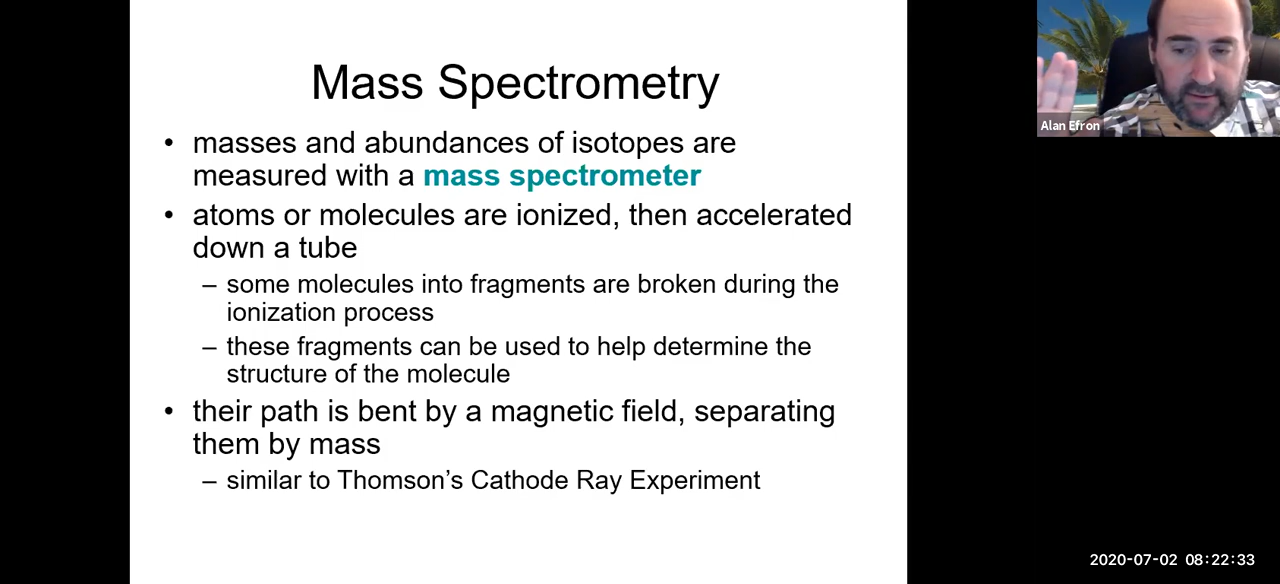 Mass Spectrometry
• masses and abundances of isotopes are
measured with a mass spectrometer
• atoms or molecules are ionized, then accelerated
down a tube
– some molecules into fragments are broken during the
ionization process
– these fragments can be used to help determine the
structure of the molecule
• their path is bent by a magnetic field, separating
them by mass
– similar to Thomson’s Cathode Ray Experiment
Alan Efron
2020-07-02 08:22:33